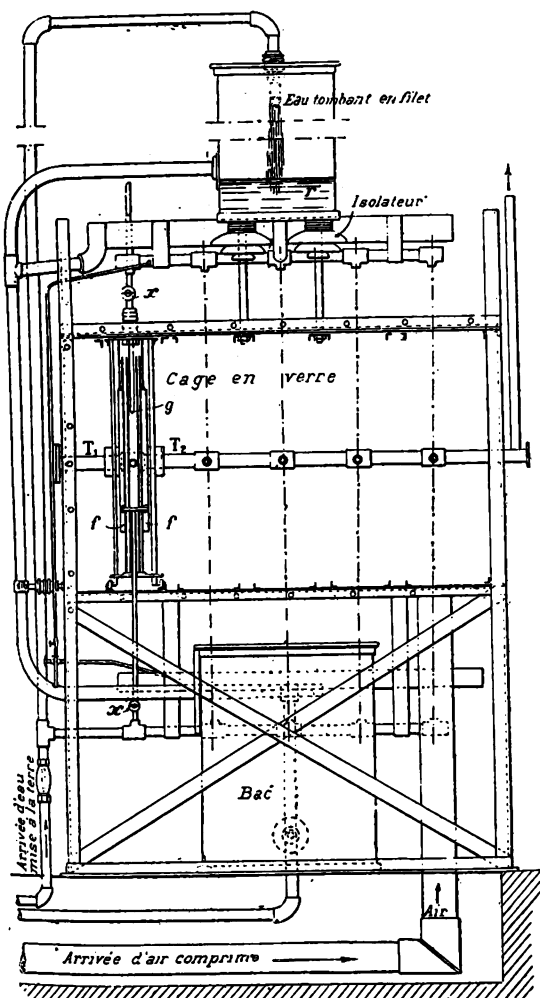 Eau tombant en filet
r
Isolateur
x
Cage en verre
g
T₁ T₂
f f
x
Bac
Arrivée d'eau
mise à la terre
Air
Arrivée d'air comprimé